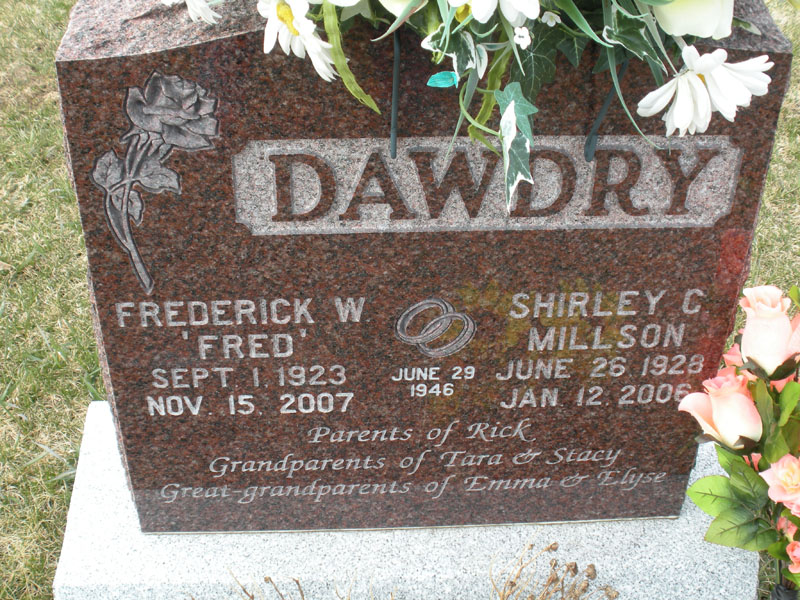 DAWDRY
FREDERICK W
'FRED'
SEPT. 1. 1923
NOV. 15. 2007
JUNE 29
1946
SHIRLEY C
MILLSON
JUNE 26. 1928
JAN. 12. 2006
Parents of Rick
Grandparents of Tara & Stacy
Great-grandparents of Emma & Elyse